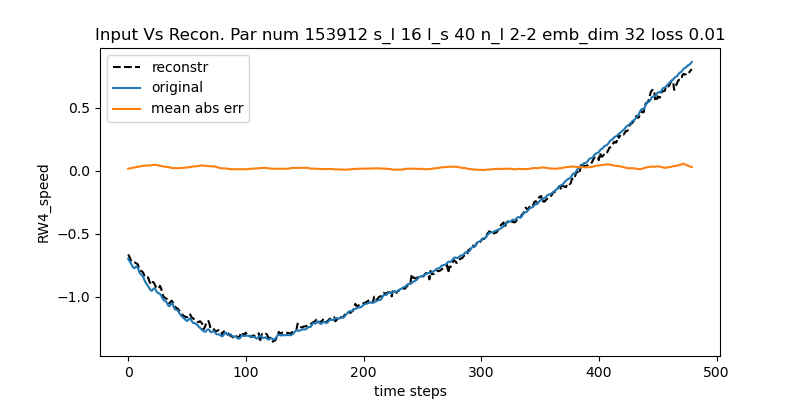 Input Vs Recon. Par num 153912 s_l 16 l_s 40 n_l 2-2 emb_dim 32 loss 0.01
reconstr
original
mean abs err
0.5
0.0
−0.5
−1.0
RW4_speed
0 100 200 300 400 500
time steps